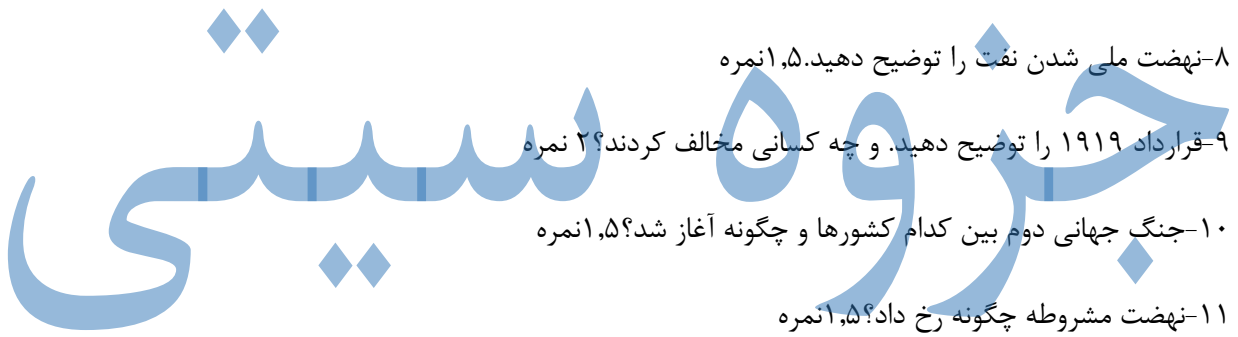 ۸-نهضت ملی شدن نفت را توضیح دهید.۱٫۵نمره
۹-قرارداد ۱۹۱۹ را توضیح دهید. و چه کسانی مخالف کردند؟۲ نمره
۱۰-جنگ جهانی دوم بین کدام کشورها و چگونه آغاز شد؟۱٫۵نمره
۱۱-نهضت مشروطه چگونه رخ داد؟۱٫۵نمره
جزوه سیتی